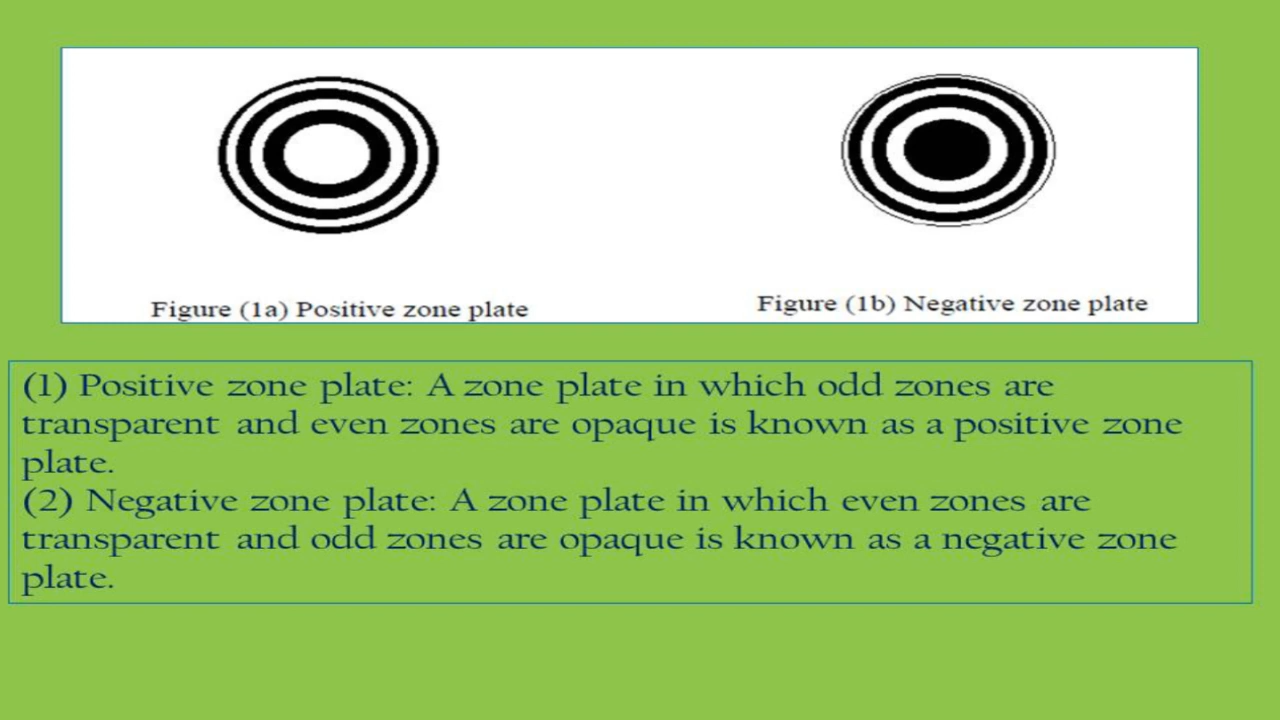 Figure (1a) Positive zone plate
Figure (1b) Negative zone plate
(1) Positive zone plate: A zone plate in which odd zones are
transparent and even zones are opaque is known as a positive zone
plate.
(2) Negative zone plate: A zone plate in which even zones are
transparent and odd zones are opaque is known as a negative zone
plate.